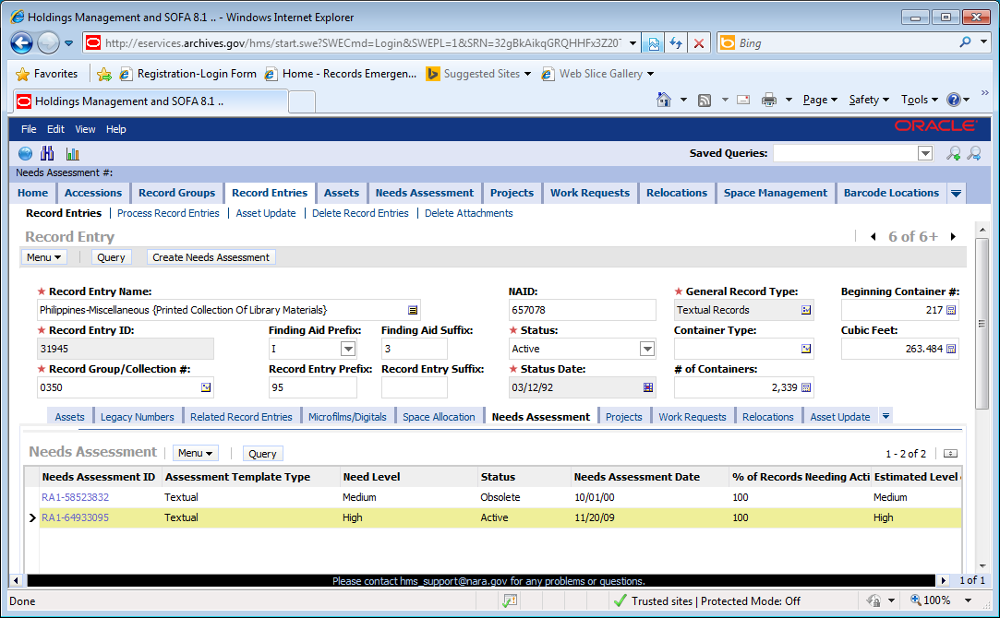 Holdings Management and SOFA 8.1 .. - Windows Internet Explorer
http://eservices.archives.gov/hms/start.swe?SWECmd=Login&SWEPL=1&SRN=32gBkAikqGRQHHFx3Z20T Bing
Favorites Registration-Login Form Home - Records Emergen... Suggested Sites Web Slice Gallery
Holdings Management and SOFA 8.1 .. Page Safety Tools
File Edit View Help ORACLE
Saved Queries:
Needs Assessment #:
Home Accessions Record Groups Record Entries Assets Needs Assessment Projects Work Requests Relocations Space Management Barcode Locations
Record Entries Process Record Entries Asset Update Delete Record Entries Delete Attachments
Record Entry 6 of 6+
Menu Query Create Needs Assessment
* Record Entry Name: NAID: * General Record Type: Beginning Container #:
Philippines-Miscellaneous {Printed Collection Of Library Materials} 657078 Textual Records 217
* Record Entry ID: Finding Aid Prefix: Finding Aid Suffix: * Status: Container Type: Cubic Feet:
31945 I 3 Active 263.484
* Record Group/Collection #: Record Entry Prefix: Record Entry Suffix: * Status Date: # of Containers:
0350 95 03/12/92 2,339
Assets Legacy Numbers Related Record Entries Microfilms/Digitals Space Allocation Needs Assessment Projects Work Requests Relocations Asset Update
Needs Assessment Menu Query 1 - 2 of 2
Needs Assessment ID Assessment Template Type Need Level Status Needs Assessment Date % of Records Needing Acti Estimated Level
RA1-58523832 Textual Medium Obsolete 10/01/00 100 Medium
RA1-64933095 Textual High Active 11/20/09 100 High
Please contact hms_support@nara.gov for any problems or questions. 1 of 1
Done Trusted sites | Protected Mode: Off 100%